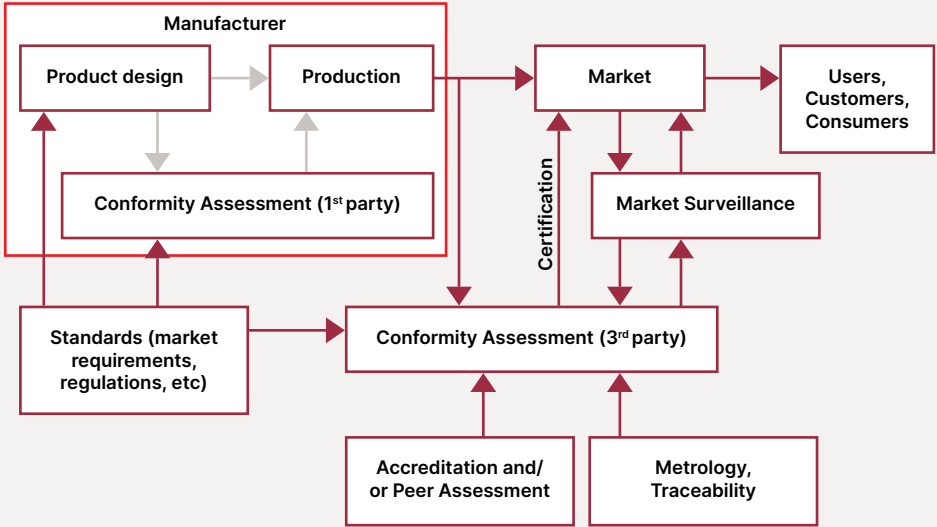 Manufacturer
Product design
Production
Market
Users,
Customers,
Consumers
Conformity Assessment (1st party)
Certification
Market Surveillance
Standards (market
requirements,
regulations, etc)
Conformity Assessment (3rd party)
Accreditation and/
or Peer Assessment
Metrology,
Traceability